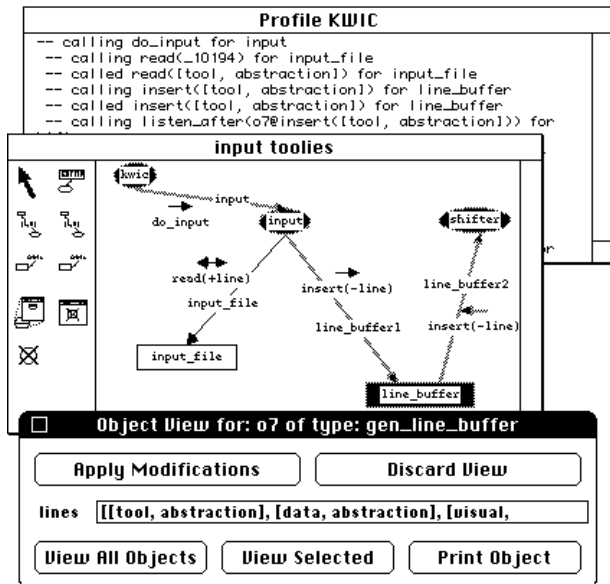 Profile KWIC
-- calling do_input for input
-- calling read(_10194) for input_file
-- called read([tool, abstraction]) for input_file
-- calling insert([tool, abstraction]) for line_buffer
-- called insert([tool, abstraction]) for line_buffer
-- calling listen_after(o7@insert([tool, abstraction])) for
input toolies
kwic
input
do_input
input
shifter
read(+line)
input_file
insert(-line)
line_buffer2
line_buffer1
insert(-line)
input_file
line_buffer
or
Object View for: o7 of type: gen_line_buffer
Apply Modifications
Discard View
lines [[tool, abstraction], [data, abstraction], [visual,
View All Objects
View Selected
Print Object